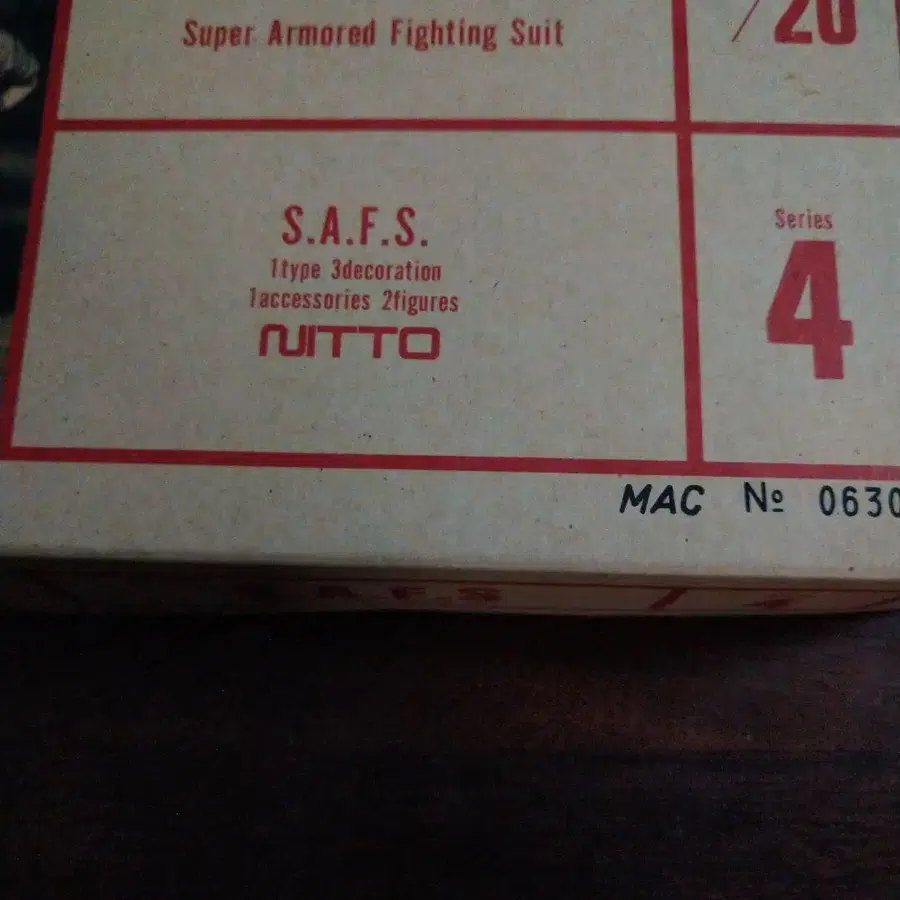 Super Armored Fighting Suit
/20
S.A.F.S.
1type 3decoration
1accessories 2figures
NITTO
Series
4
MAC Nº 0630
S.A.F.S